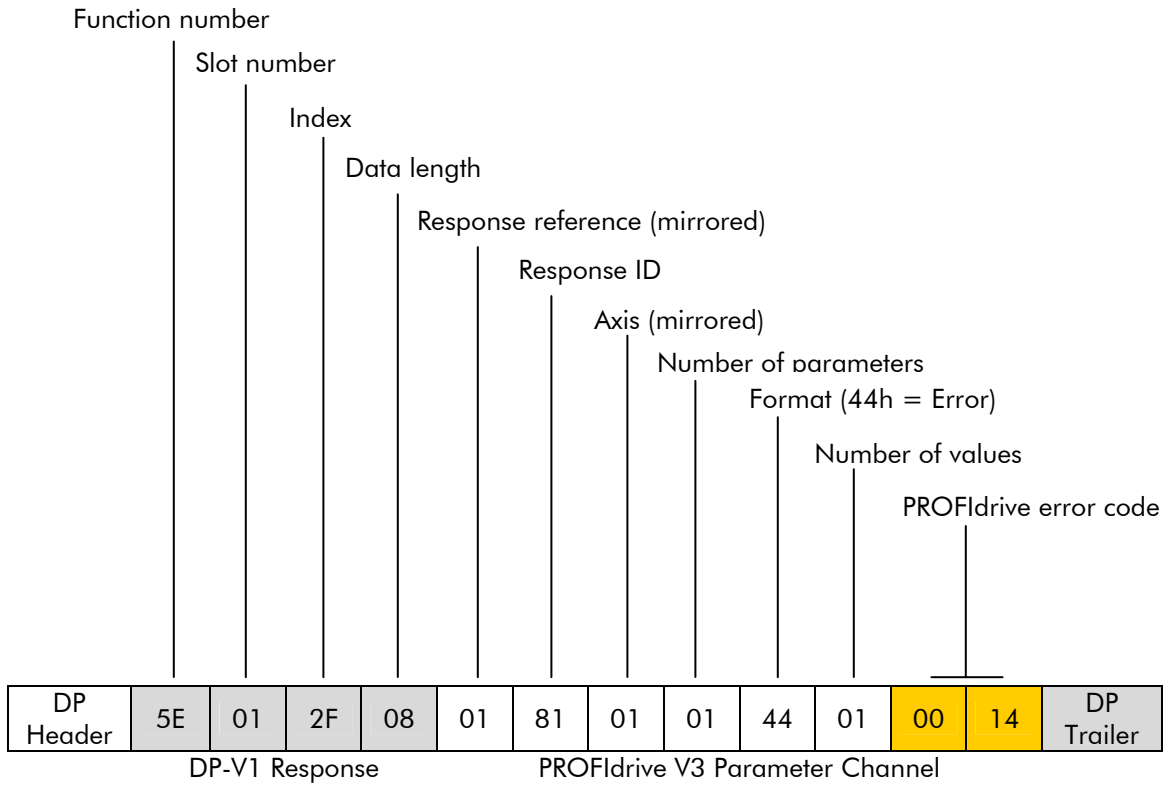 Function number
Slot number
Index
Data length
Response reference (mirrored)
Response ID
Axis (mirrored)
Number of parameters
Format (44h = Error)
Number of values
PROFIdrive error code
DP Header 5E 01 2F 08 01 81 01 01 44 01 00 14 DP Trailer
DP-V1 Response PROFIdrive V3 Parameter Channel